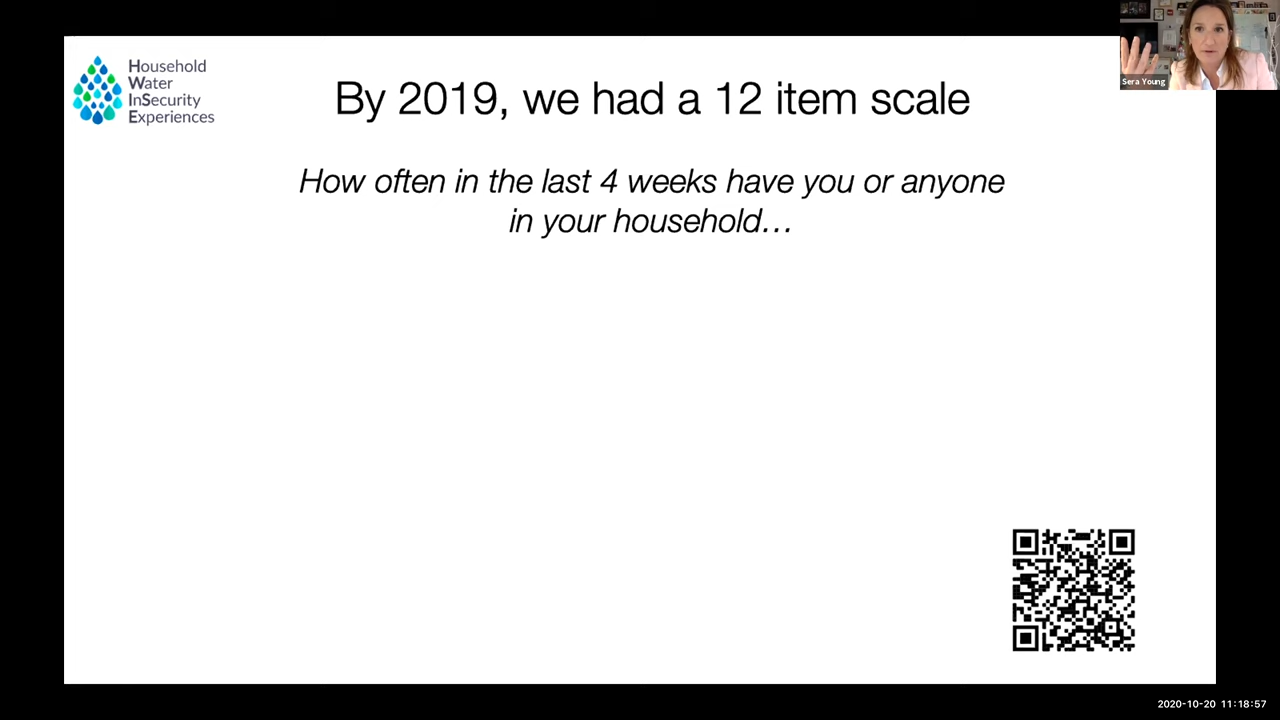 Household
Water
InSecurity
Experiences
By 2019, we had a 12 item scale
How often in the last 4 weeks have you or anyone
in your household…
Sera Young
2020-10-20 11:18:57